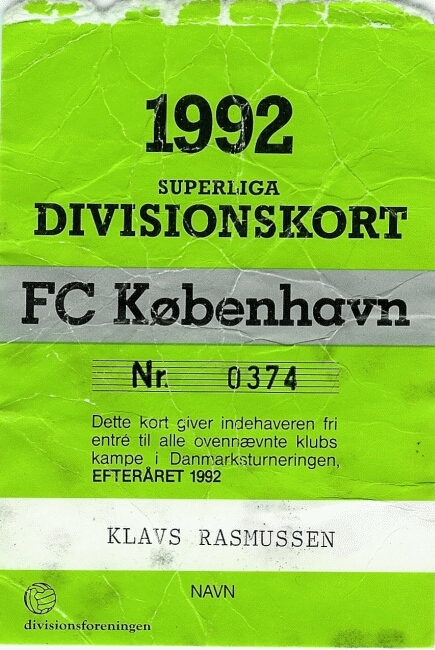 1992
SUPERLIGA
DIVISIONSKORT
FC København
Nr. 0374
Dette kort giver indehaveren fri
entré til alle ovennævnte klubs
kampe i Danmarksturneringen,
EFTERÅRET 1992
KLAVS RASMUSSEN
NAVN
divisionsforeningen